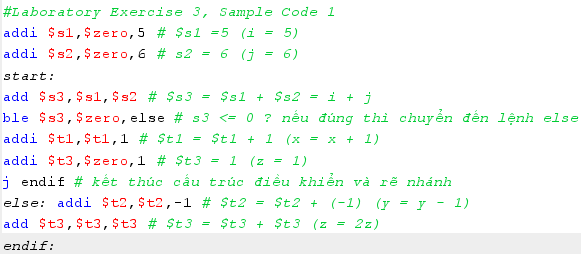 #Laboratory Exercise 3, Sample Code 1
addi $s1,$zero,5 # $s1 =5 (i = 5)
addi $s2,$zero,6 # s2 = 6 (j = 6)
start:
add $s3,$s1,$s2 # $s3 = $s1 + $s2 = i + j
ble $s3,$zero,else # s3 <= 0 ? nếu đúng thì chuyển đến lệnh else
addi $t1,$t1,1 # $t1 = $t1 + 1 (x = x + 1)
addi $t3,$zero,1 # $t3 = 1 (z = 1)
j endif # kết thúc cấu trúc điều khiển và rẽ nhánh
else: addi $t2,$t2,-1 # $t2 = $t2 + (-1) (y = y - 1)
add $t3,$t3,$t3 # $t3 = $t3 + $t3 (z = 2z)
endif: